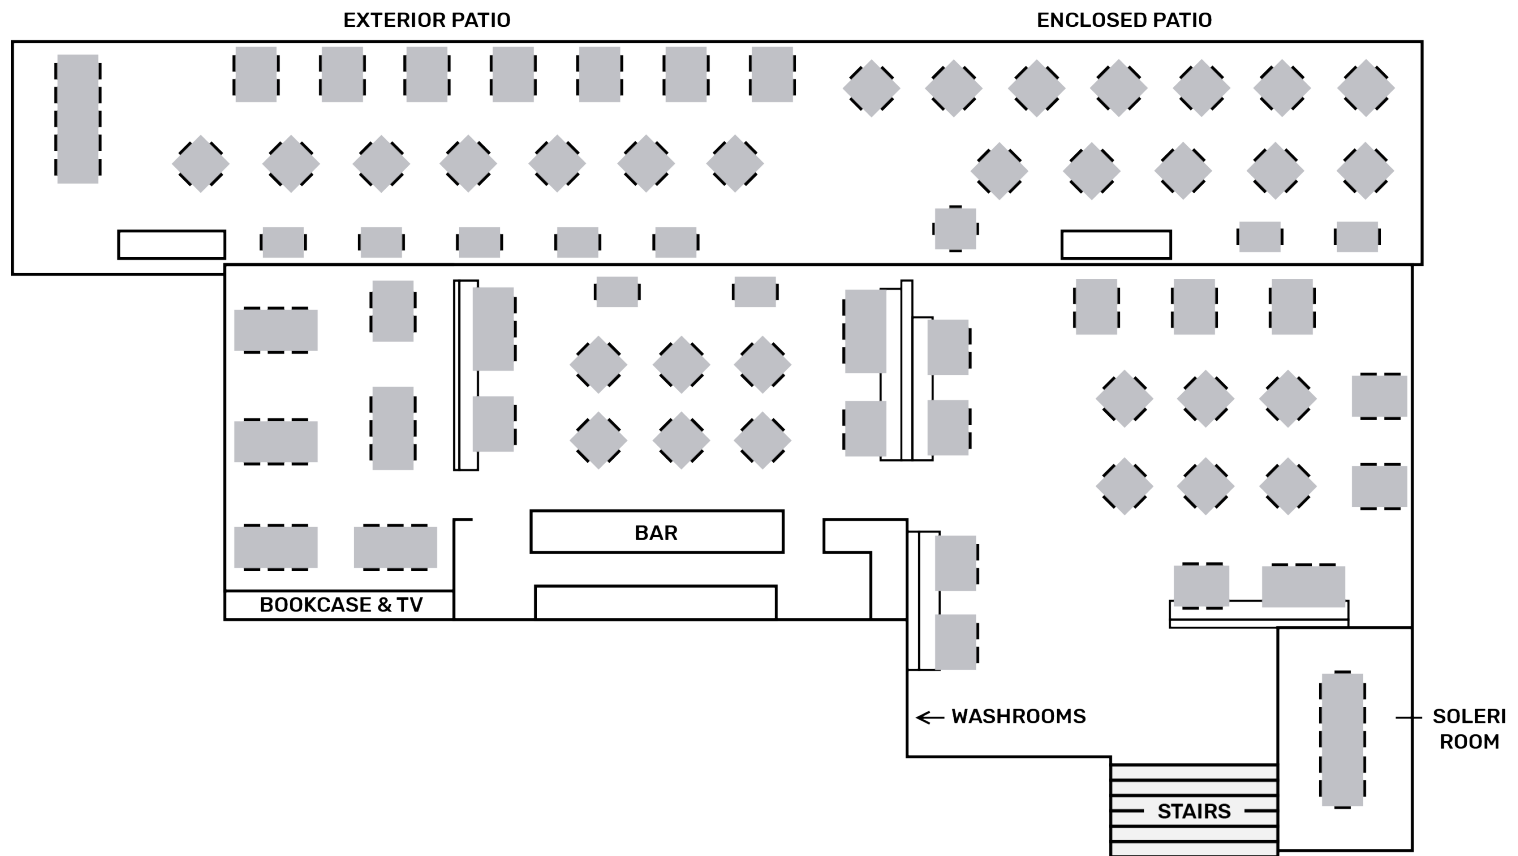 EXTERIOR PATIO
ENCLOSED PATIO
BAR
BOOKCASE & TV
WASHROOMS
SOLERI
ROOM
STAIRS